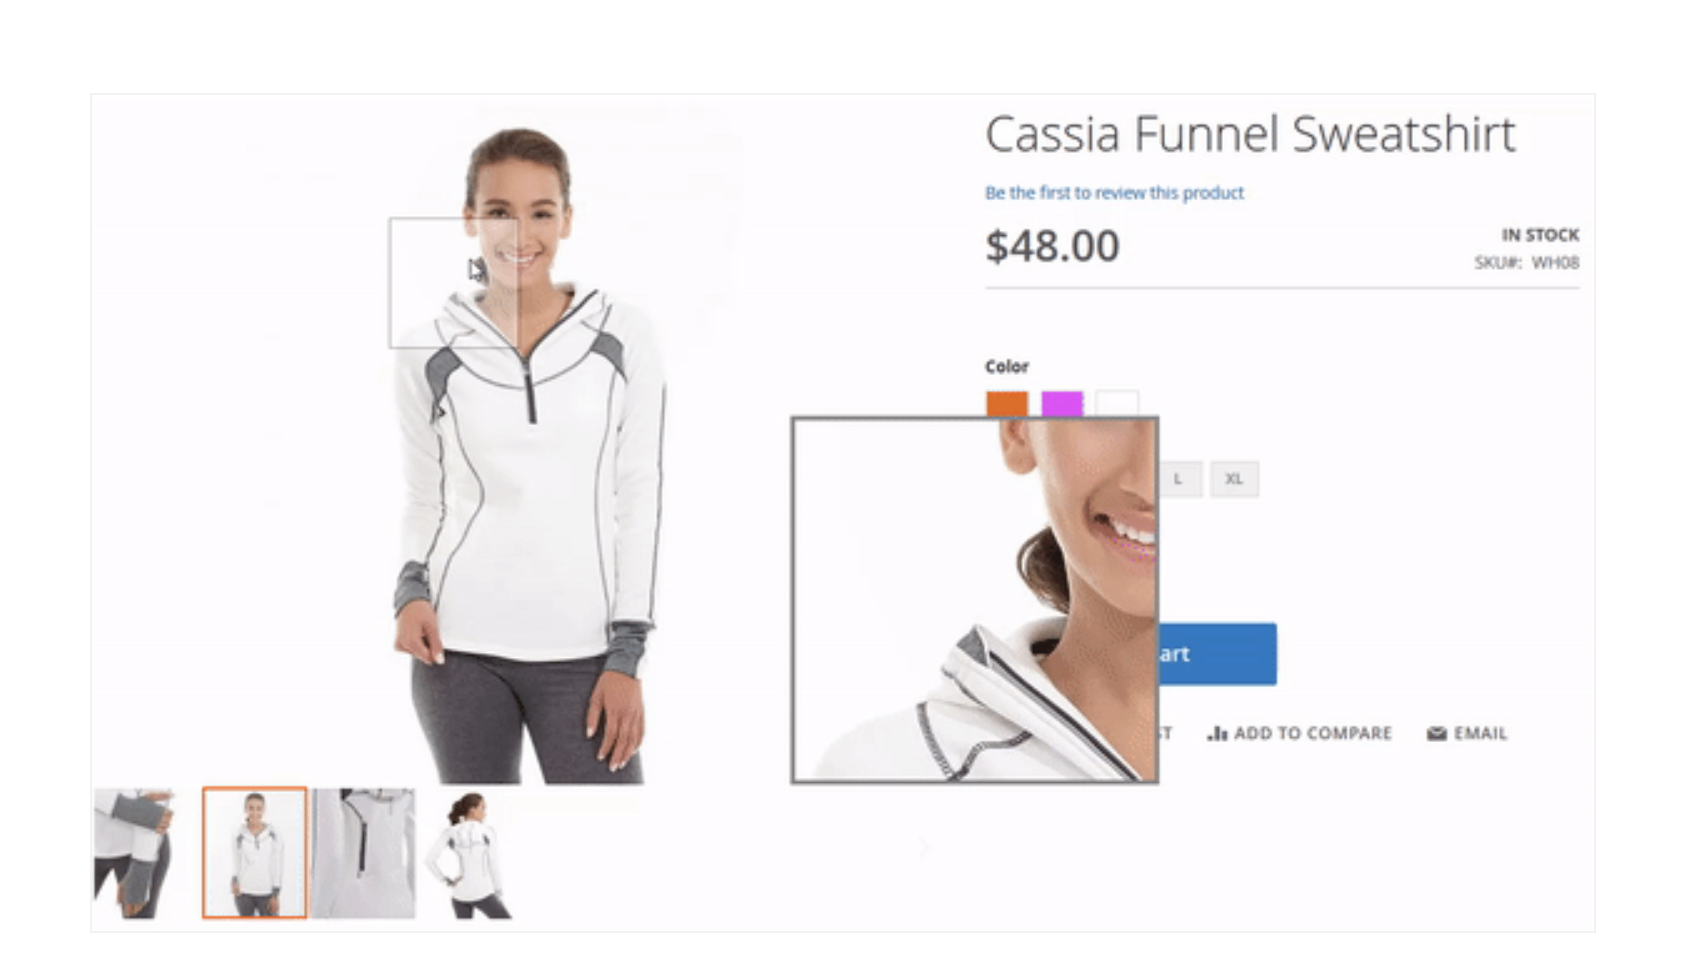 Cassia Funnel Sweatshirt
Be the first to review this product
$48.00
IN STOCK
SKU#: WH08
Color
L
XL
art
ST
ADD TO COMPARE
EMAIL